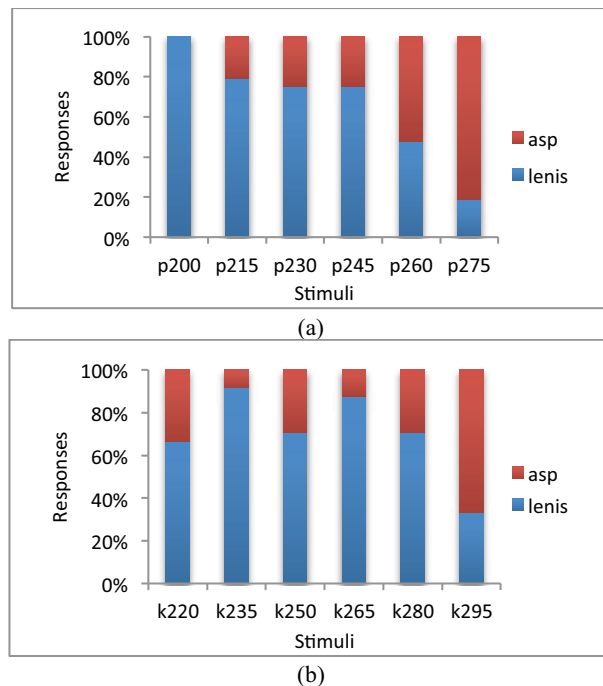 100%
80%
60%
40%
20%
0%
Responses
asp
lenis
p200 p215 p230 p245 p260 p275
Stimuli
(a)
100%
80%
60%
40%
20%
0%
Responses
asp
lenis
k220 k235 k250 k265 k280 k295
Stimuli
(b)